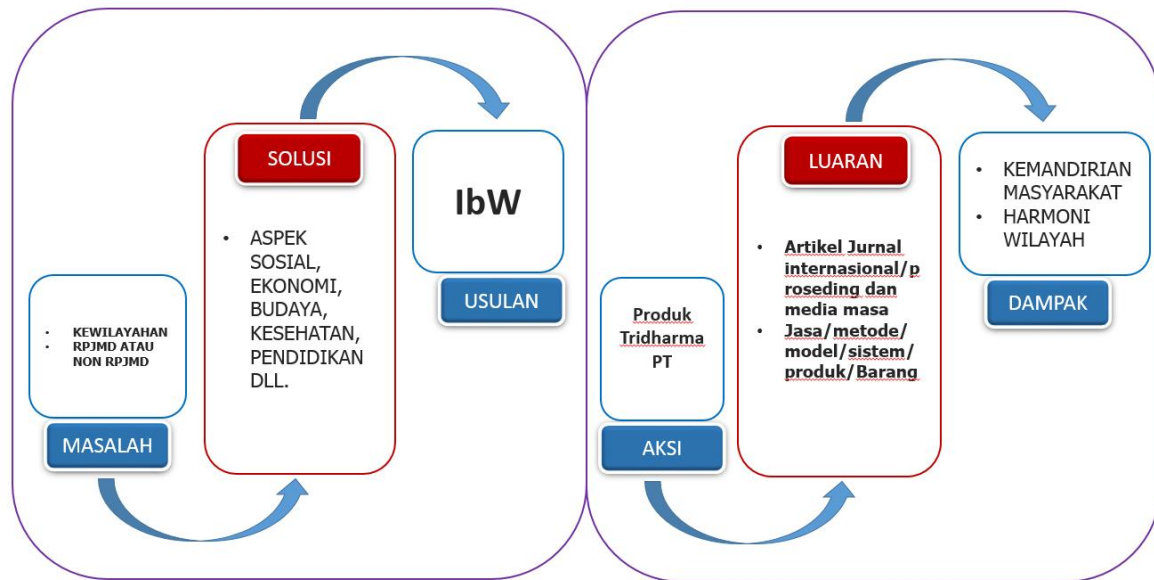 KEWILAYAHAN
RPJMD ATAU
NON RPJMD
MASALAH
SOLUSI
ASPEK
SOSIAL,
EKONOMI,
BUDAYA,
KESEHATAN,
PENDIDIKAN
DLL.
IbW
USULAN
Produk
Tridharma
PT
AKSI
LUARAN
Artikel Jurnal
internasional/p
roseding dan
media masa
Jasa/metode/
model/sistem/
produk/Barang
KEMANDIRIAN
MASYARAKAT
HARMONI
WILAYAH
DAMPAK